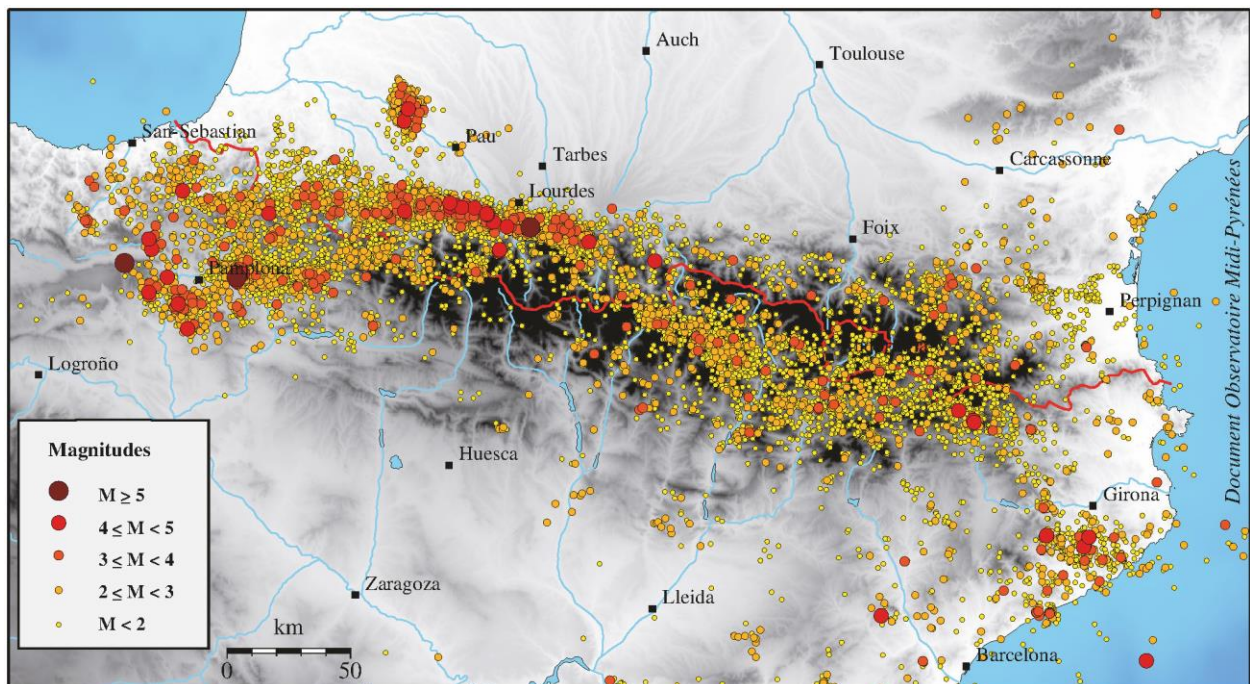 Auch
Toulouse
San-Sebastian
Pau
Tarbes
Carcassonne
Lourdes
Foix
Pamplona
Perpignan
Logroño
Magnitudes
M ≥ 5
4 ≤ M < 5
3 ≤ M < 4
2 ≤ M < 3
M < 2
Huesca
Girona
Zaragoza
Lleida
km
0 50
Barcelona
Document Observatoire Midi-Pyrénées